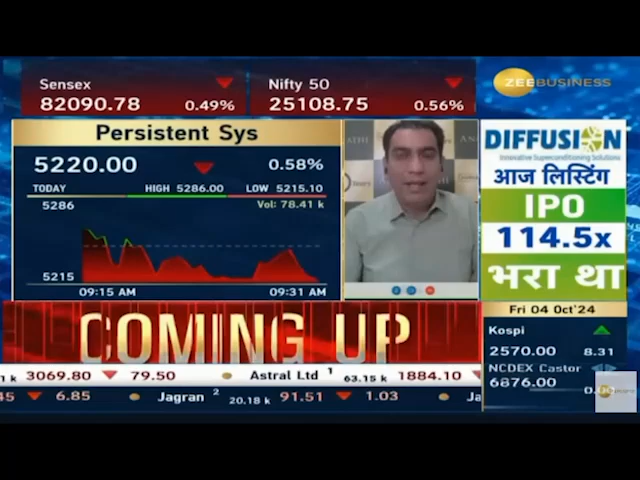 Sensex
82090.78 0.49%
Nifty 50
25108.75 0.56%
ZEEBUSINESS
Persistent Sys
5220.00 0.58%
TODAY HIGH 5286.00 LOW 5215.10
5286 Vol: 78.41 k
5215
09:15 AM 09:31 AM
DIFFUSION
Innovative Superconditioning Solutions
आज लिस्टिंग
IPO
114.5x
भरा था
COMING UP
Fri 04 Oct'24
Kospi
2570.00 8.31
NCDEX Castor
6876.00
3069.80 79.50 Astral Ltd 1 63.15 k 1884.10
6.85 Jagran 2 20.18 k 91.51 1.03